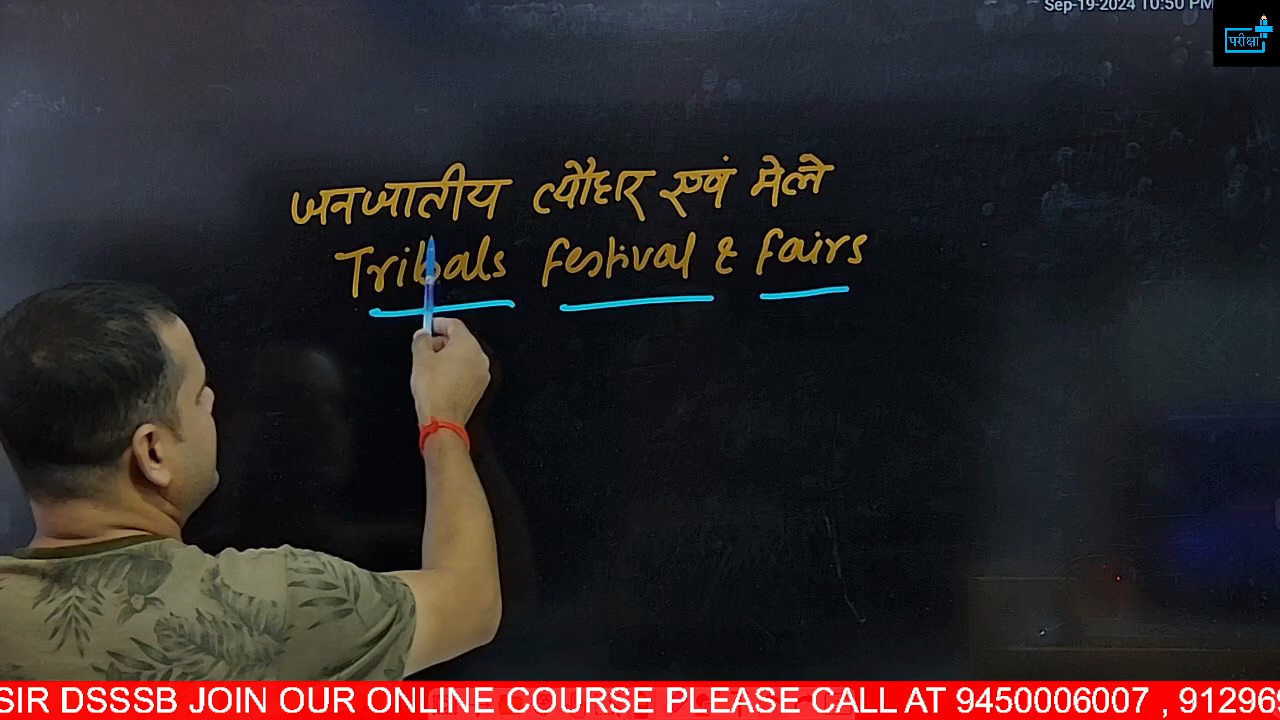 Sep-19-2024 10:50 PM
परीक्षा
जनजातीय त्यौहार एवं मेले
Tribals festival & fairs
SIR DSSSB JOIN OUR ONLINE COURSE PLEASE CALL AT 9450006007 , 91296